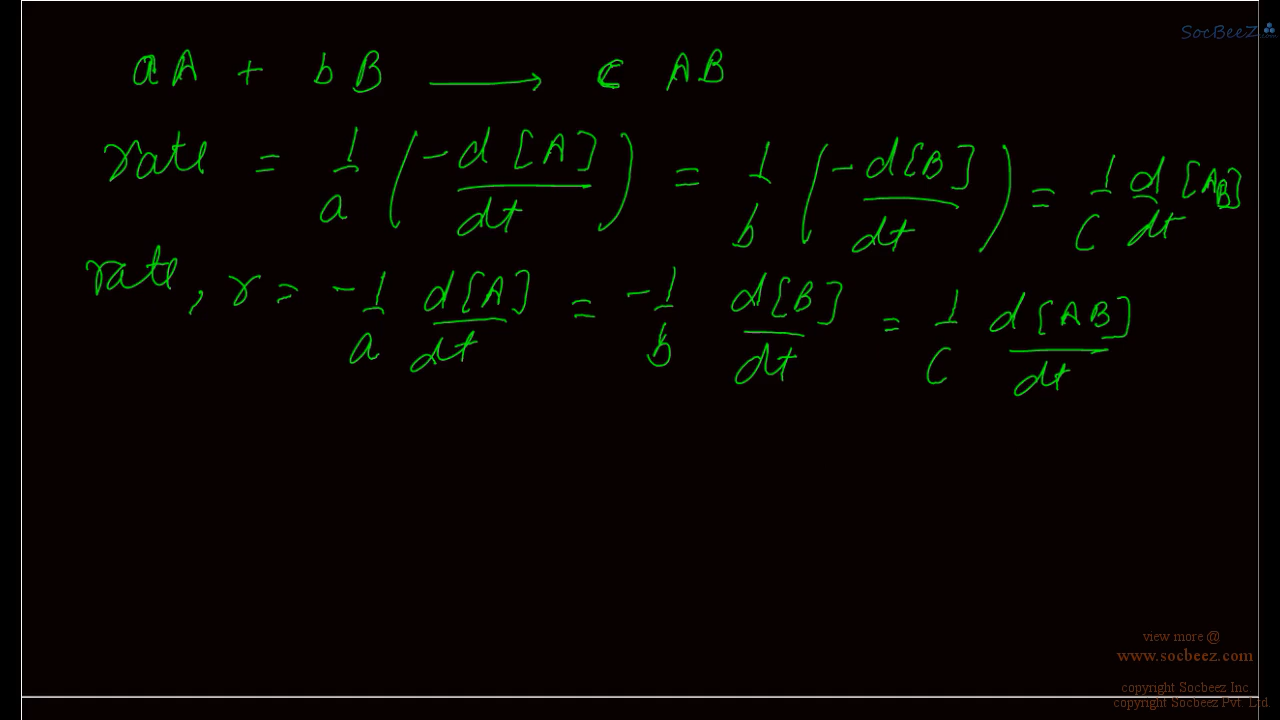 SocBeeZ.com
aA + bB ⟶ c AB
rate = 1/a (-d[A]/dt) = 1/b (-d[B]/dt) = 1/C d/dt [AB]
rate, r = -1/a d[A]/dt = -1/b d[B]/dt = 1/C d[AB]/dt
view more @
www.socbeez.com
copyright Socbeez Inc.
copyright Socbeez Pvt. Ltd.